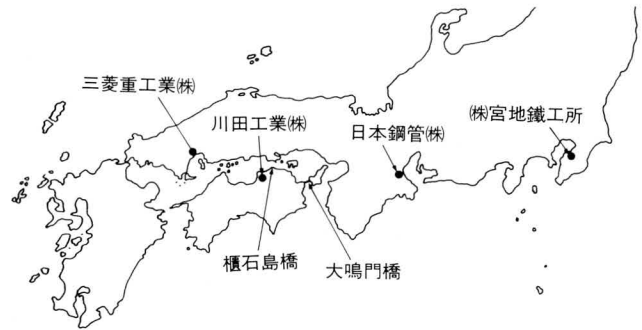 三菱重工業㈱
川田工業㈱
日本鋼管㈱
㈱宮地鐵工所
櫃石島橋
大鳴門橋